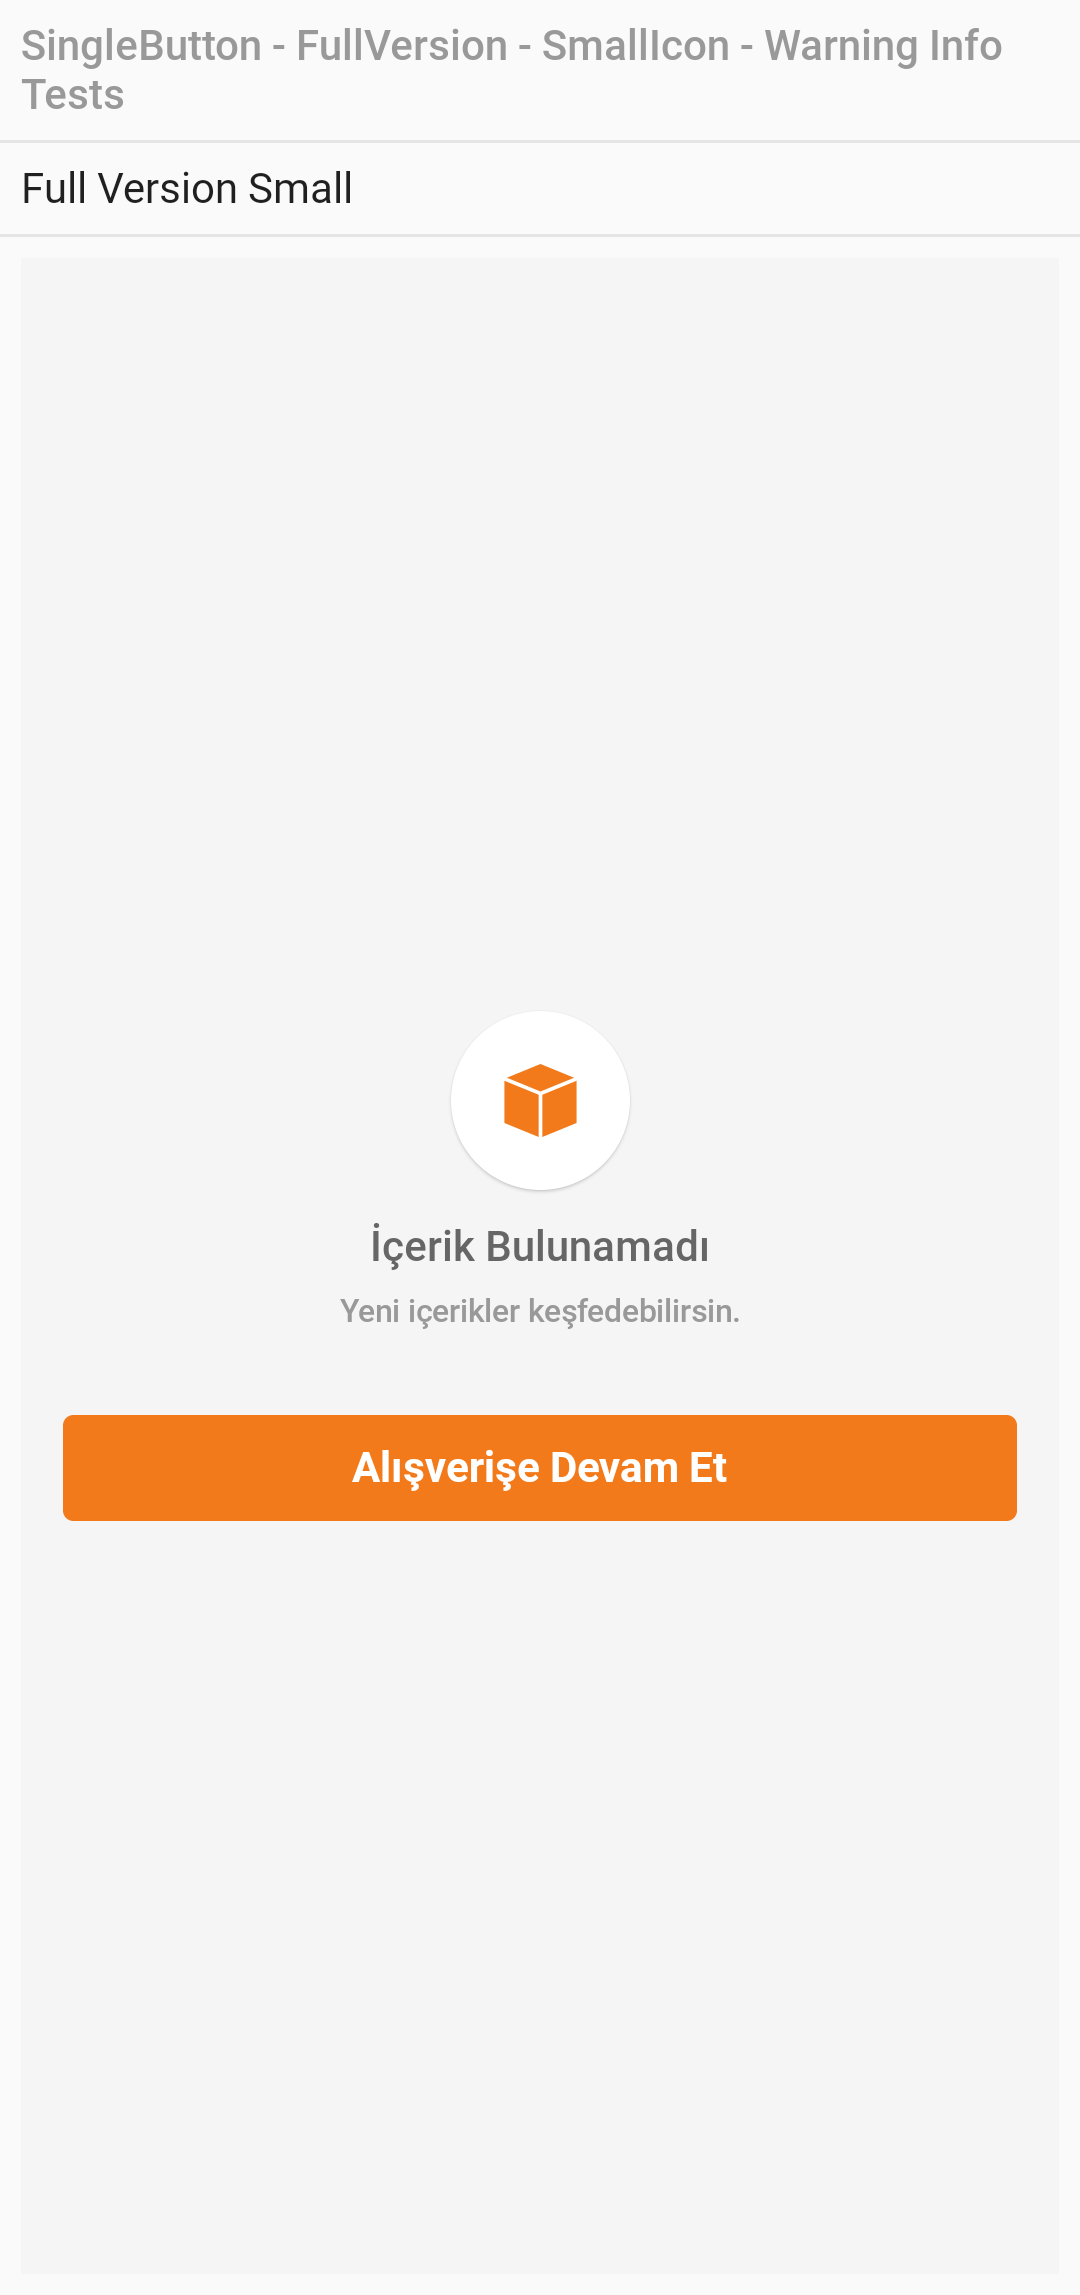 SingleButton - FullVersion - SmallIcon - Warning Info
Tests
Full Version Small
İçerik Bulunamadı
Yeni içerikler keşfedebilirsin.
Alışverişe Devam Et